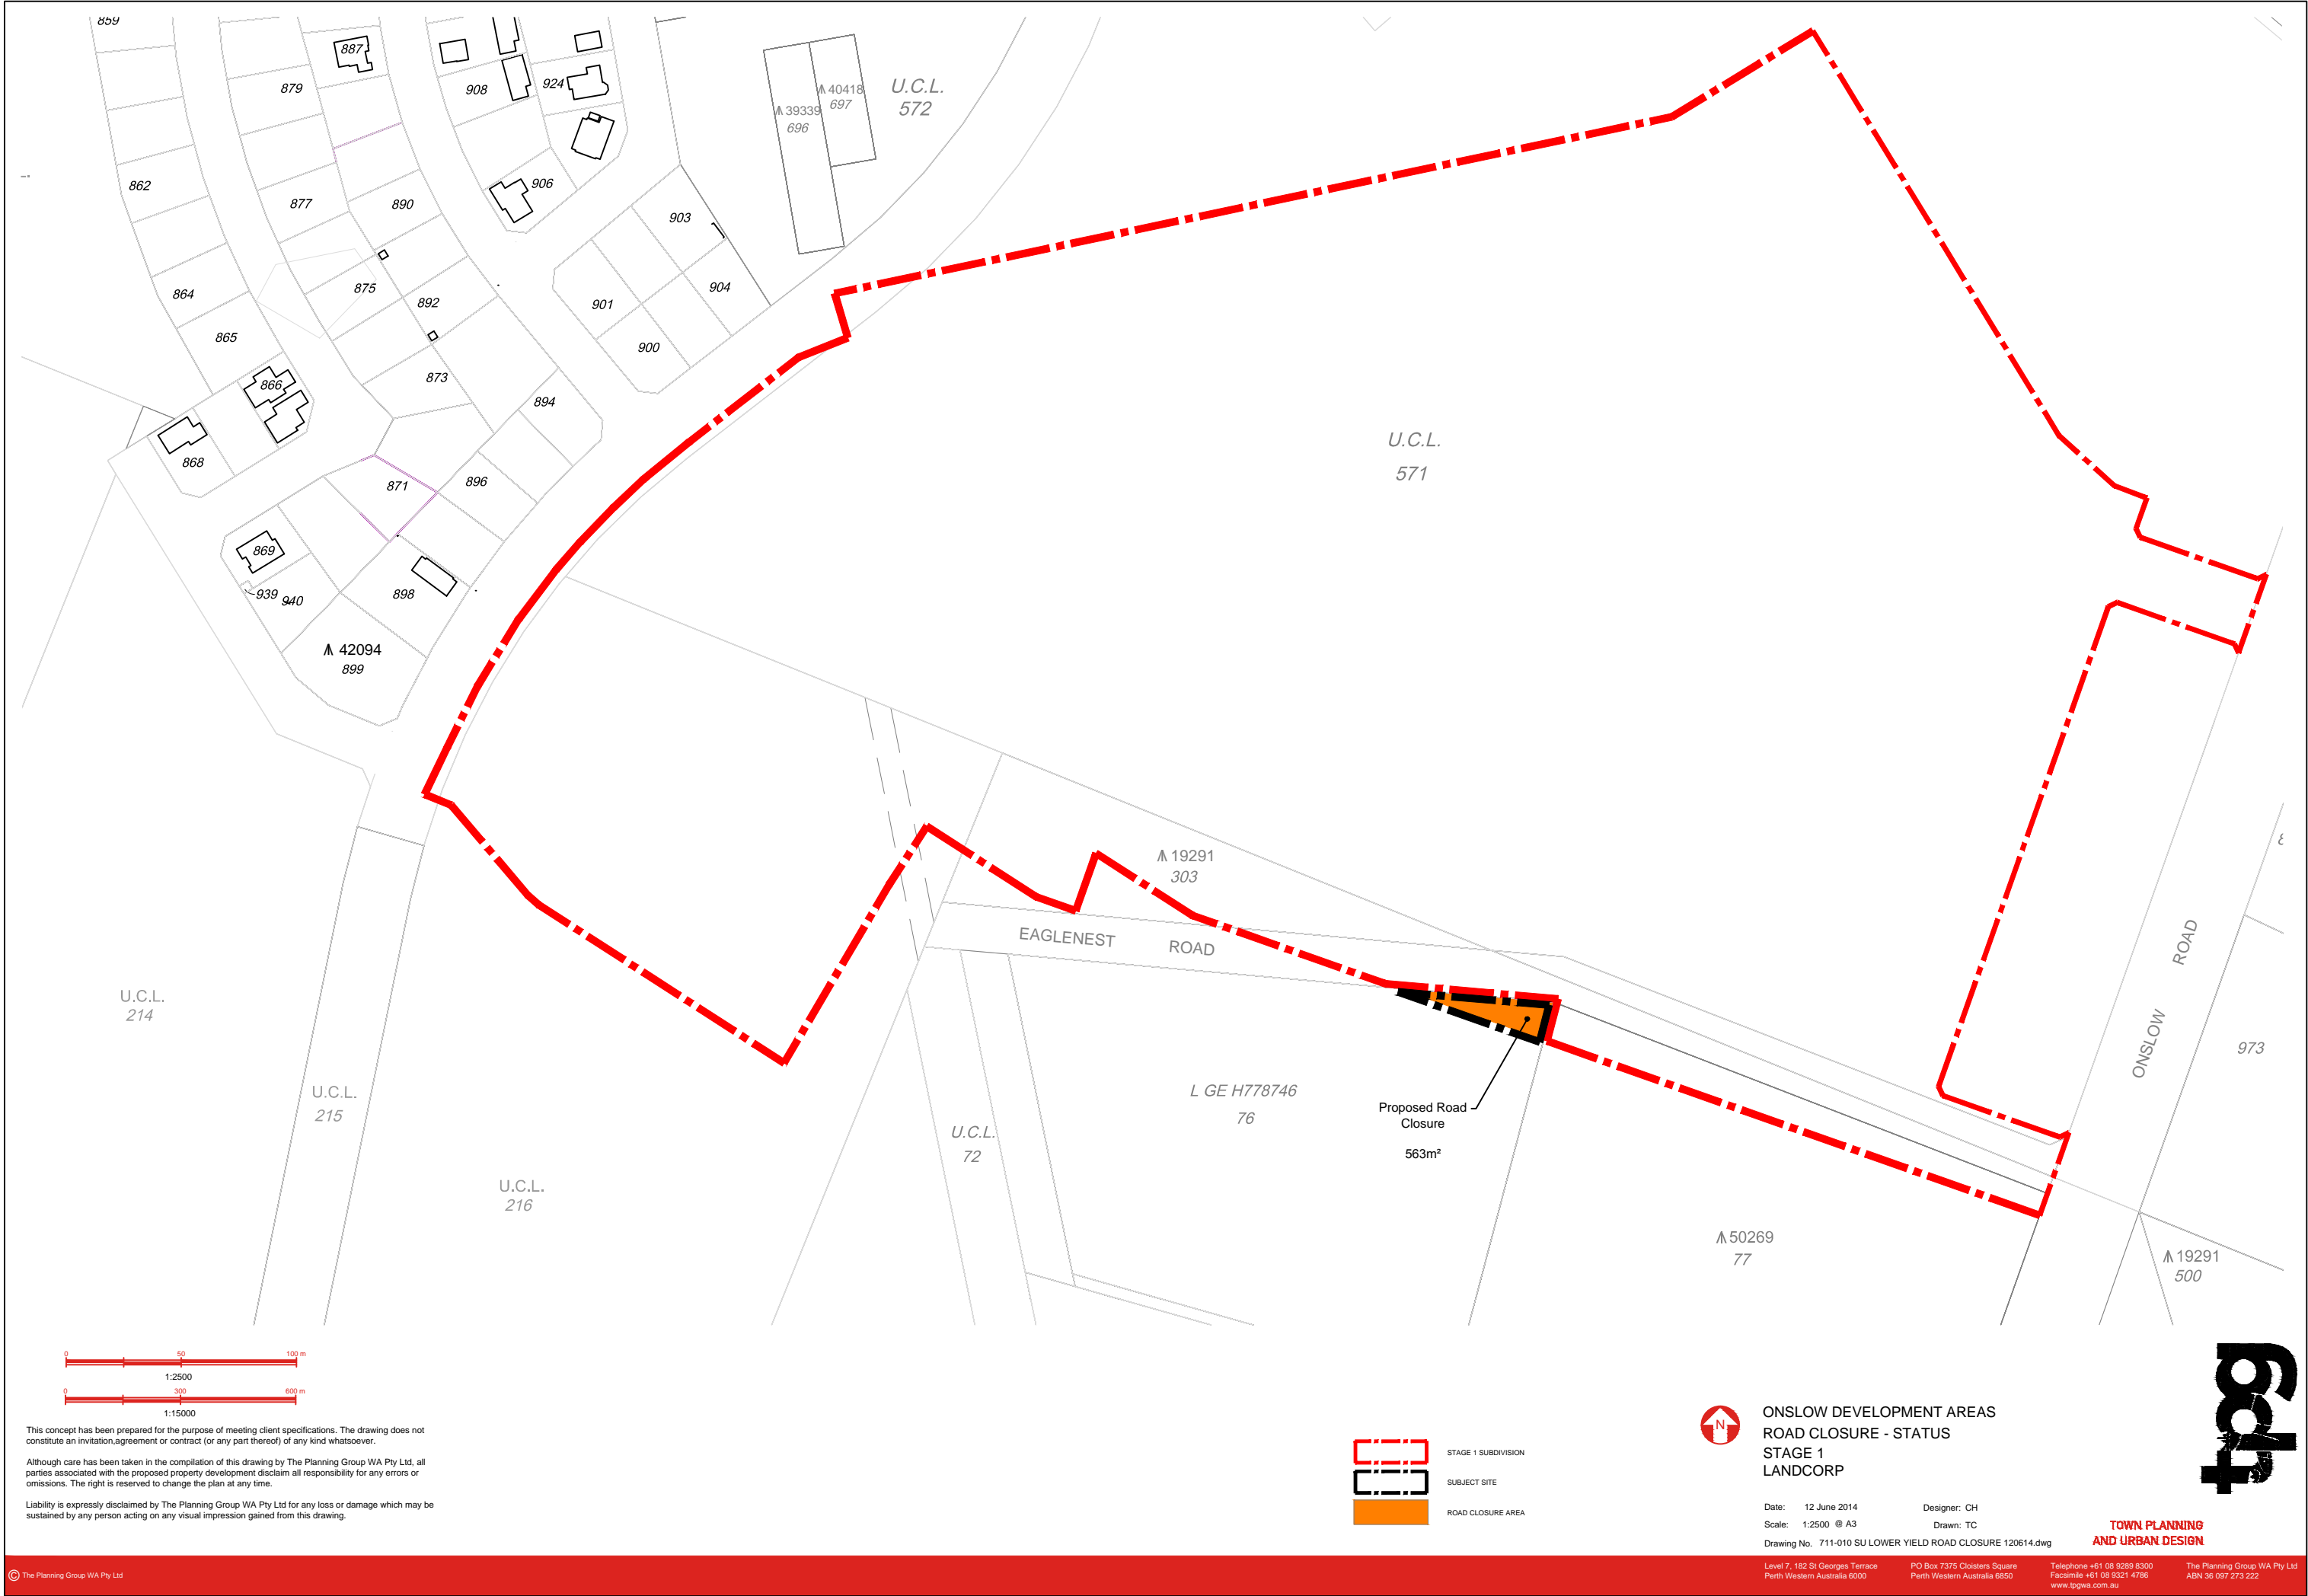 859
887
879
908
924
⩚ 39339
696
⩚ 40418
697
U.C.L.
572
862
877
890
906
903
864
875
892
901
904
865
900
866
873
894
868
871
896
869
939
940
898
⩚ 42094
899
U.C.L.
571
⩚ 19291
303
EAGLENEST ROAD
ONSLOW ROAD
973
U.C.L.
214
U.C.L.
215
U.C.L.
216
U.C.L.
72
L GE H778746
76
Proposed Road
Closure
563m²
⩚ 50269
77
⩚ 19291
500
0 50 100 m
1:2500
0 300 600 m
1:15000
This concept has been prepared for the purpose of meeting client specifications. The drawing does not
constitute an invitation,agreement or contract (or any part thereof) of any kind whatsoever.
Although care has been taken in the compilation of this drawing by The Planning Group WA Pty Ltd, all
parties associated with the proposed property development disclaim all responsibility for any errors or
omissions. The right is reserved to change the plan at any time.
Liability is expressly disclaimed by The Planning Group WA Pty Ltd for any loss or damage which may be
sustained by any person acting on any visual impression gained from this drawing.
STAGE 1 SUBDIVISION
SUBJECT SITE
ROAD CLOSURE AREA
N
ONSLOW DEVELOPMENT AREAS
ROAD CLOSURE - STATUS
STAGE 1
LANDCORP
Date: 12 June 2014 Designer: CH
Scale: 1:2500 @ A3 Drawn: TC
Drawing No. 711-010 SU LOWER YIELD ROAD CLOSURE 120614.dwg
tpg
TOWN PLANNING
AND URBAN DESIGN
© The Planning Group WA Pty Ltd
Level 7, 182 St Georges Terrace
Perth Western Australia 6000
PO Box 7375 Cloisters Square
Perth Western Australia 6850
Telephone +61 08 9289 8300
Facsimile +61 08 9321 4786
www.tpgwa.com.au
The Planning Group WA Pty Ltd
ABN 36 097 273 222